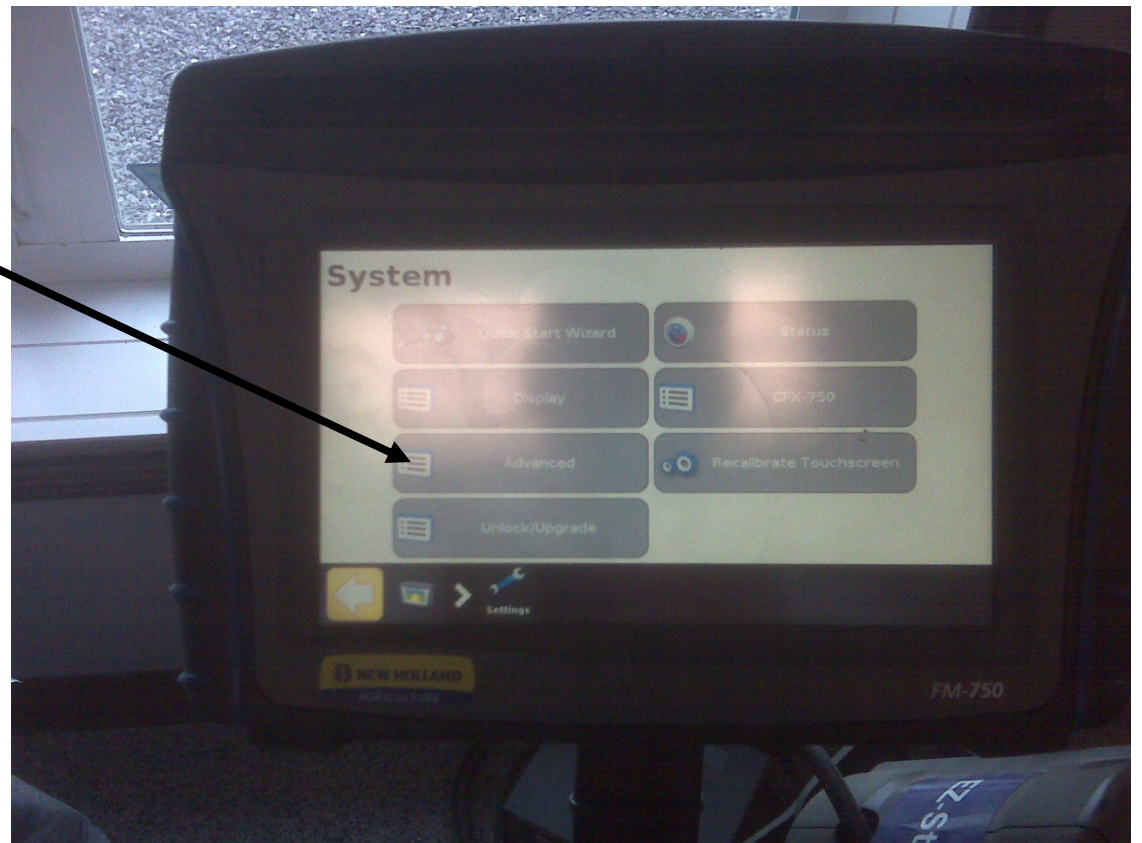 System
Quick Start Wizard
Status
Display
CFX-750
Advanced
Recalibrate Touchscreen
Unlock/Upgrade
Settings
NEW HOLLAND
AGRICULTURE
FM-750
EZ-St